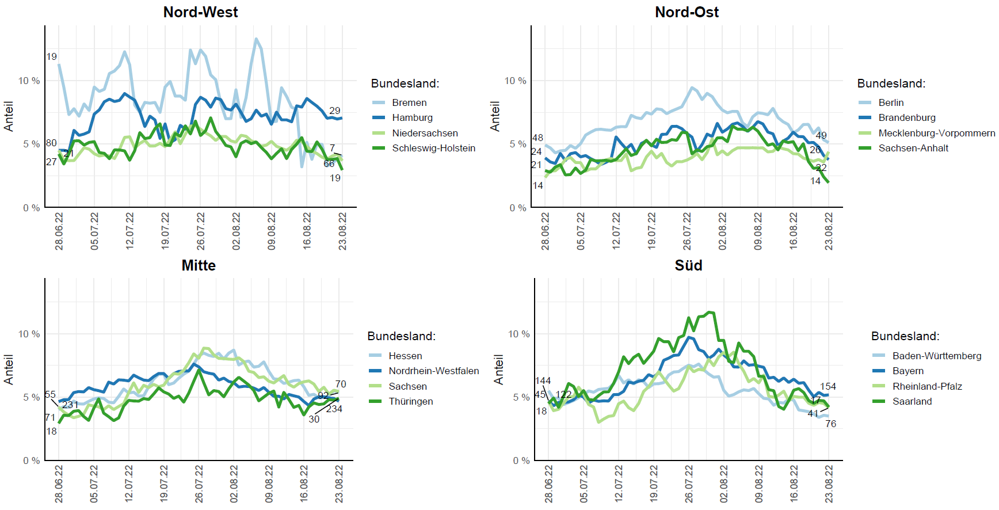 Nord-West
Anteil
10 %
5 %
0 %
19
80
21
27
29
7
66
19
28.06.22
05.07.22
12.07.22
19.07.22
26.07.22
02.08.22
09.08.22
16.08.22
23.08.22
Bundesland:
Bremen
Hamburg
Niedersachsen
Schleswig-Holstein
Nord-Ost
Anteil
10 %
5 %
0 %
48
24
21
14
49
26
22
14
28.06.22
05.07.22
12.07.22
19.07.22
26.07.22
02.08.22
09.08.22
16.08.22
23.08.22
Bundesland:
Berlin
Brandenburg
Mecklenburg-Vorpommern
Sachsen-Anhalt
Mitte
Anteil
10 %
5 %
0 %
55
231
71
18
70
92
234
30
28.06.22
05.07.22
12.07.22
19.07.22
26.07.22
02.08.22
09.08.22
16.08.22
23.08.22
Bundesland:
Hessen
Nordrhein-Westfalen
Sachsen
Thüringen
Süd
Anteil
10 %
5 %
0 %
144
45
122
18
154
17
41
76
28.06.22
05.07.22
12.07.22
19.07.22
26.07.22
02.08.22
09.08.22
16.08.22
23.08.22
Bundesland:
Baden-Württemberg
Bayern
Rheinland-Pfalz
Saarland